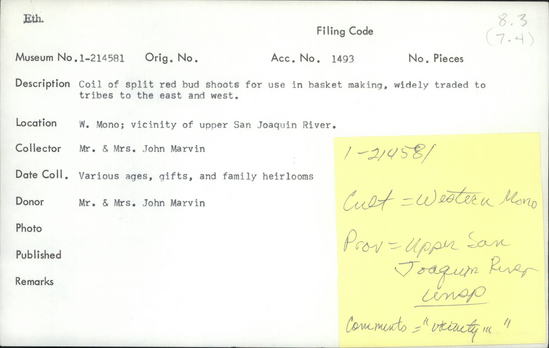 Eth.
8.3
(7.4)
Filing Code
Museum No. 1-214581 Orig. No. Acc. No. 1493 No. Pieces
Description Coil of split red bud shoots for use in basket making, widely traded to
tribes to the east and west.
Location W. Mono; vicinity of upper San Joaquin River.
Collector Mr. & Mrs. John Marvin
Date Coll. Various ages, gifts, and family heirlooms
Donor Mr. & Mrs. John Marvin
Photo
Published
Remarks
1-214581
Cult = Western Mono
Prov = Upper San
Joaquin River
unsp
Comments = "vicinity..."